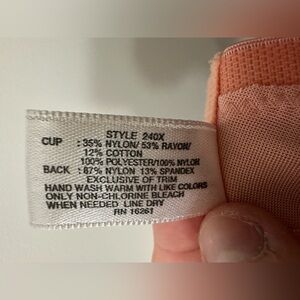 STYLE 240X
CUP : 35% NYLON/ 53% RAYON/
12% COTTON
100% POLYESTER/100% NYLON
BACK : 87% NYLON 13% SPANDEX
EXCLUSIVE OF TRIM
HAND WASH WARM WITH LIKE COLORS
ONLY NON-CHLORINE BLEACH
WHEN NEEDED LINE DRY
RN 16261